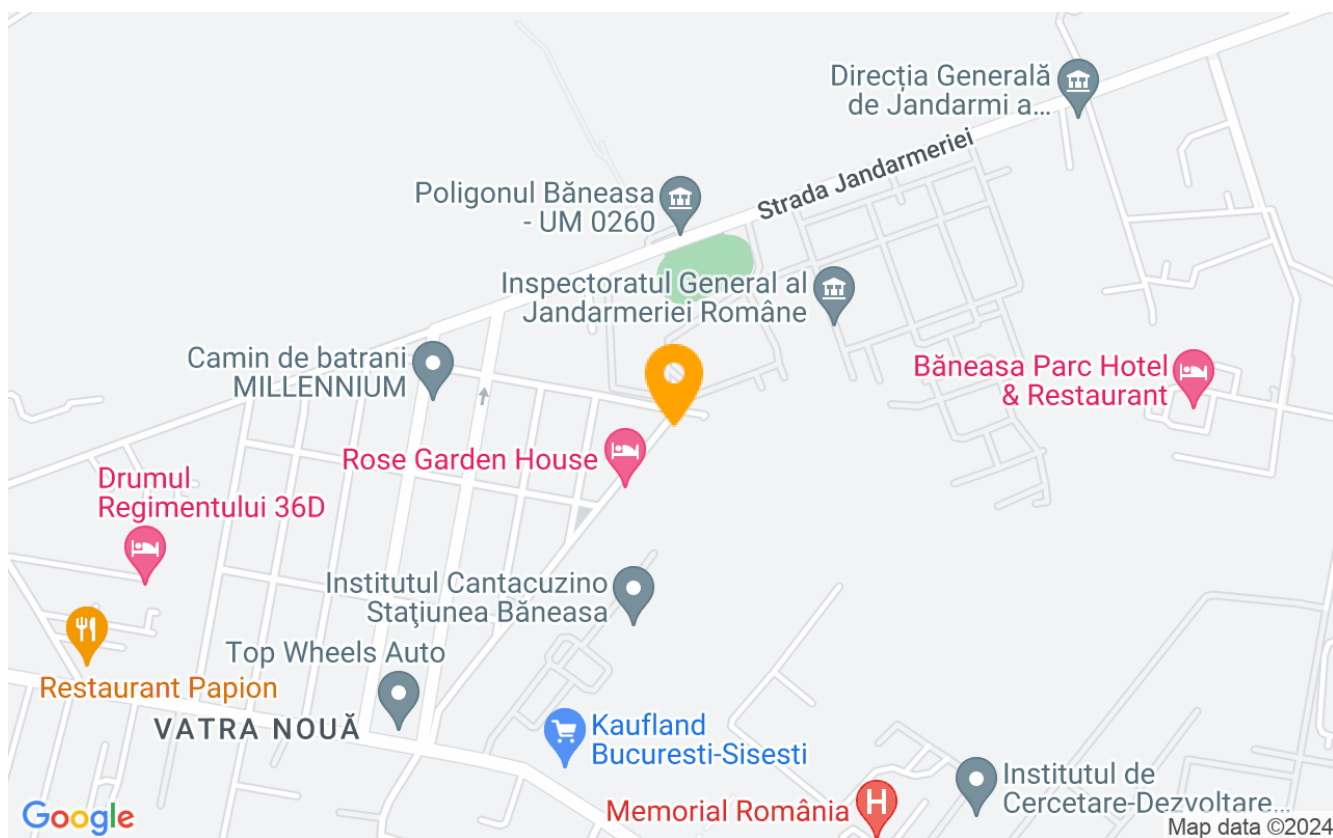 Direcția Generală
de Jandarmi a...
Strada Jandarmeriei
Poligonul Băneasa
- UM 0260
Inspectoratul General al
Jandarmeriei Române
Camin de batrani
MILLENNIUM
Băneasa Parc Hotel
& Restaurant
Rose Garden House
Drumul
Regimentului 36D
Institutul Cantacuzino
Staţiunea Băneasa
Top Wheels Auto
Restaurant Papion
VATRA NOUĂ
Kaufland
Bucuresti-Sisesti
Institutul de
Cercetare-Dezvoltare...
Memorial România
H
Google
Map data ©2024